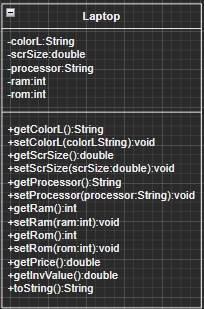 Laptop
-colorL:String
-scrSize:double
-processor:String
-ram:int
-rom:int
+getColorL():String
+setColorL(colorLString):void
+getScrSize():double
+setScrSize(scrSize:double):void
+getProcessor():String
+setProcessor(processor:String):void
+getRam():int
+setRam(ram:int):void
+getRom():int
+setRom(rom:int):void
+getPrice():double
+getInvValue():double
+toString():String